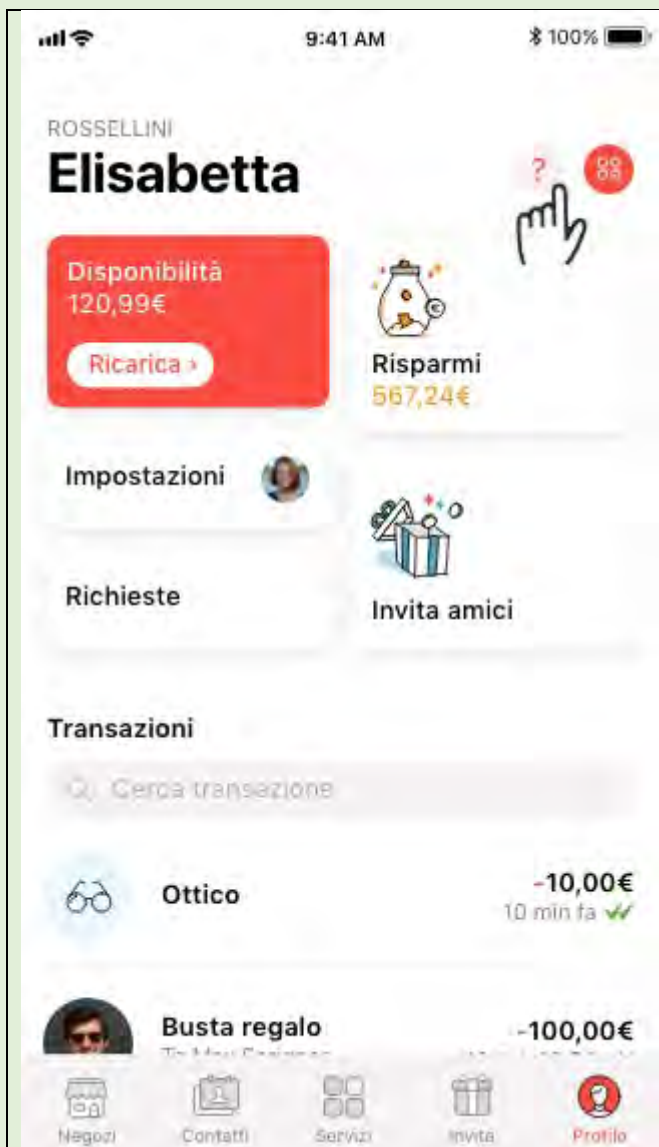 9:41 AM
100%
ROSSELLINI
Elisabetta
?
Disponibilità
120,99€
Ricarica ›
Risparmi
567,24€
Impostazioni
Richieste
Invita amici
Transazioni
Cerca transazione
Ottico
-10,00€
10 min fa
Busta regalo
-100,00€
Negozi
Contatti
Servizi
Invita
Profilo